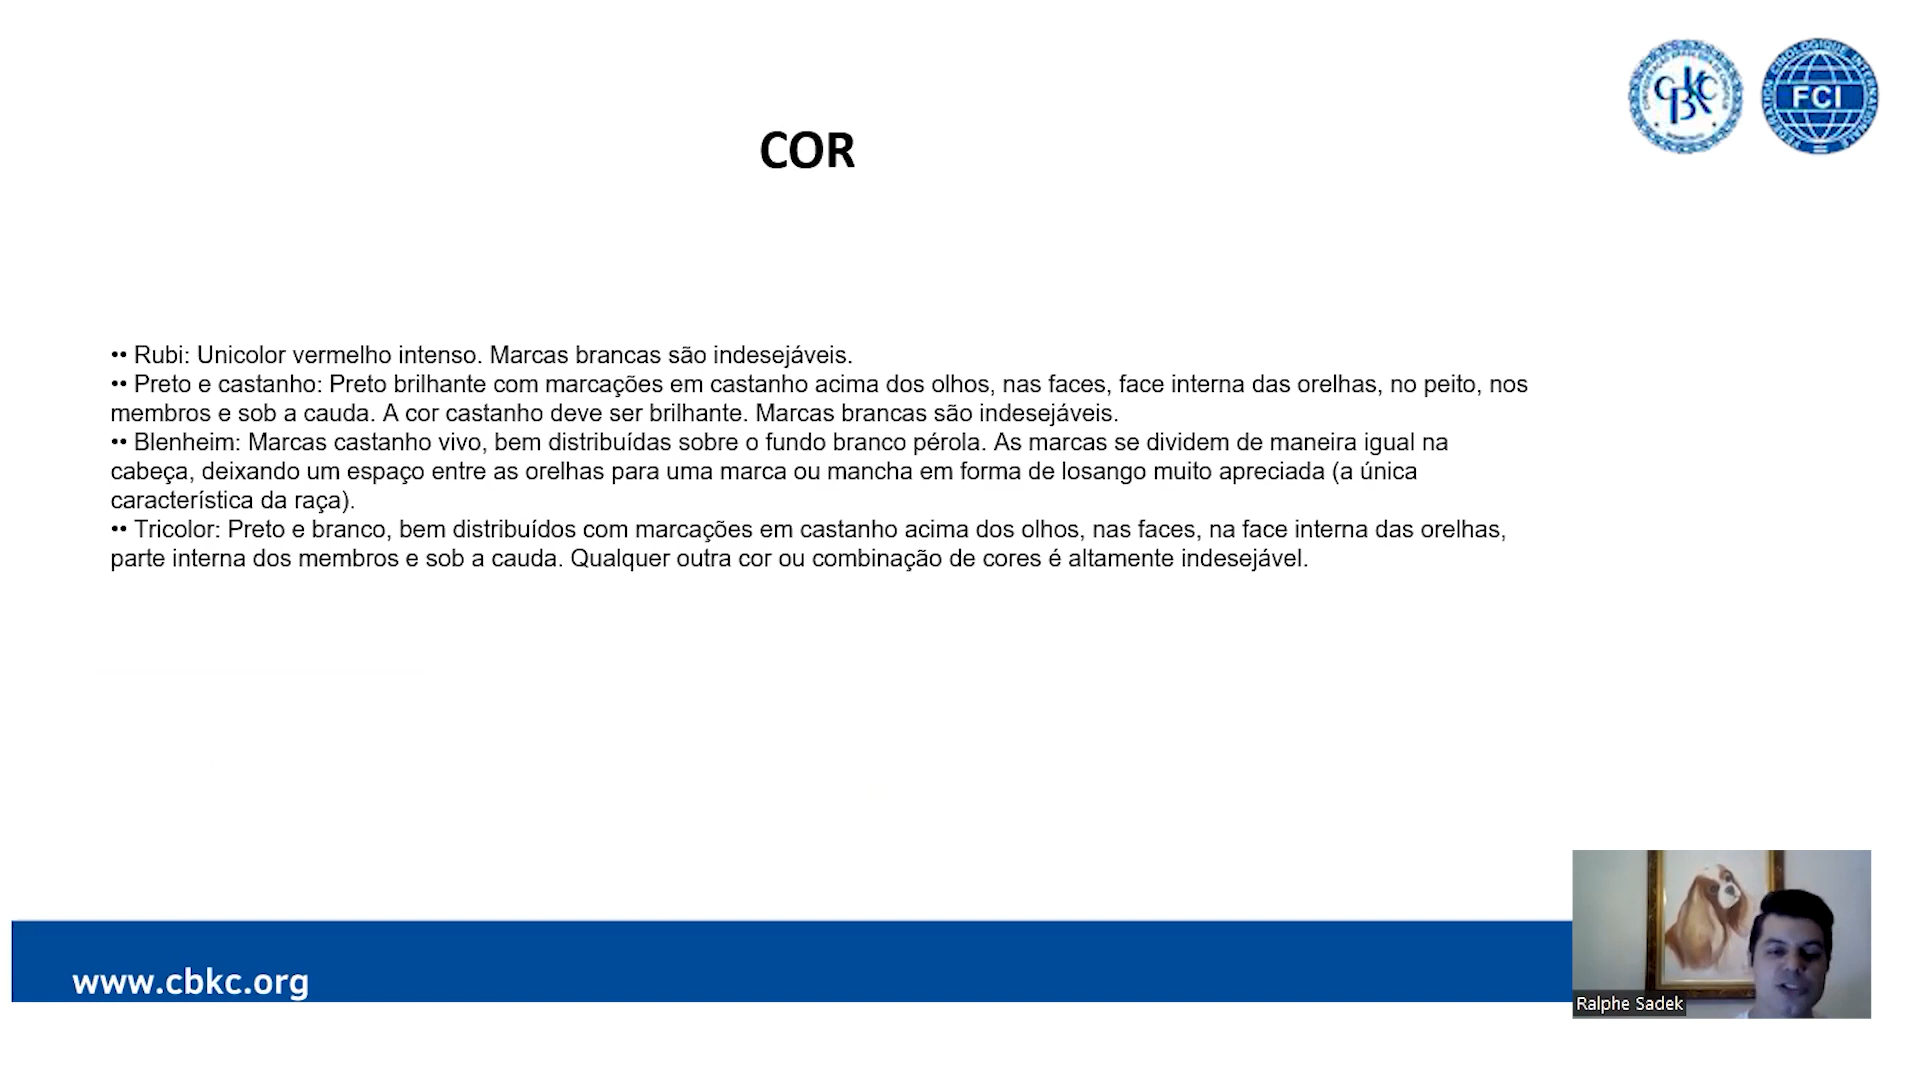 CBKC
FEDERATION CYNOLOGIQUE INTERNATIONALE
FCI
COR
•• Rubi: Unicolor vermelho intenso. Marcas brancas são indesejáveis.
•• Preto e castanho: Preto brilhante com marcações em castanho acima dos olhos, nas faces, face interna das orelhas, no peito, nos
membros e sob a cauda. A cor castanho deve ser brilhante. Marcas brancas são indesejáveis.
•• Blenheim: Marcas castanho vivo, bem distribuídas sobre o fundo branco pérola. As marcas se dividem de maneira igual na
cabeça, deixando um espaço entre as orelhas para uma marca ou mancha em forma de losango muito apreciada (a única
característica da raça).
•• Tricolor: Preto e branco, bem distribuídos com marcações em castanho acima dos olhos, nas faces, na face interna das orelhas,
parte interna dos membros e sob a cauda. Qualquer outra cor ou combinação de cores é altamente indesejável.
www.cbkc.org
Ralphe Sadek